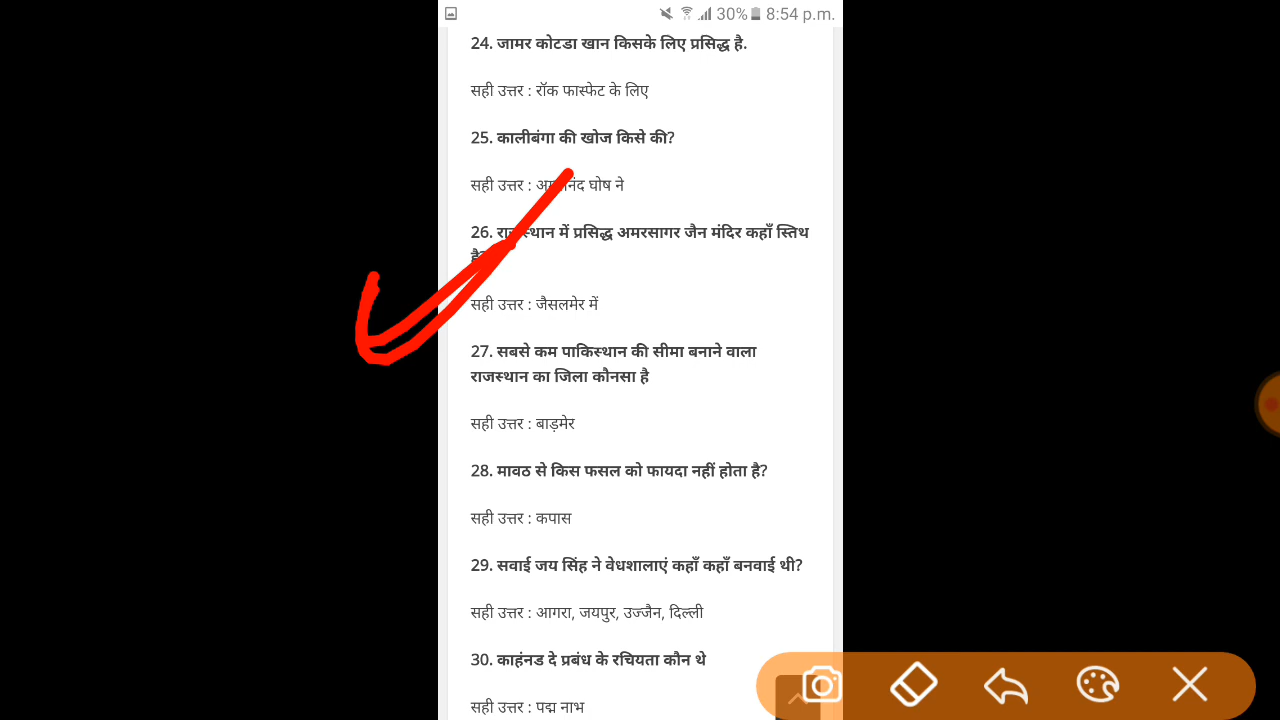 30% 8:54 p.m.
24. जामर कोटडा खान किसके लिए प्रसिद्ध है.
सही उत्तर : रॉक फास्फेट के लिए
25. कालीबंगा की खोज किसे की?
सही उत्तर : घोष ने
26. राजस्थान में प्रसिद्ध अमरसागर जैन मंदिर कहाँ स्तिथ
है?
सही उत्तर : जैसलमेर में
27. सबसे कम पाकिस्थान की सीमा बनाने वाला
राजस्थान का जिला कौनसा है
सही उत्तर : बाड़मेर
28. मावठ से किस फसल को फायदा नहीं होता है?
सही उत्तर : कपास
29. सवाई जय सिंह ने वेधशालाएं कहाँ कहाँ बनवाई थी?
सही उत्तर : आगरा, जयपुर, उज्जैन, दिल्ली
30. काहंनड दे प्रबंध के रचियता कौन थे
सही उत्तर : पद्म नाभ